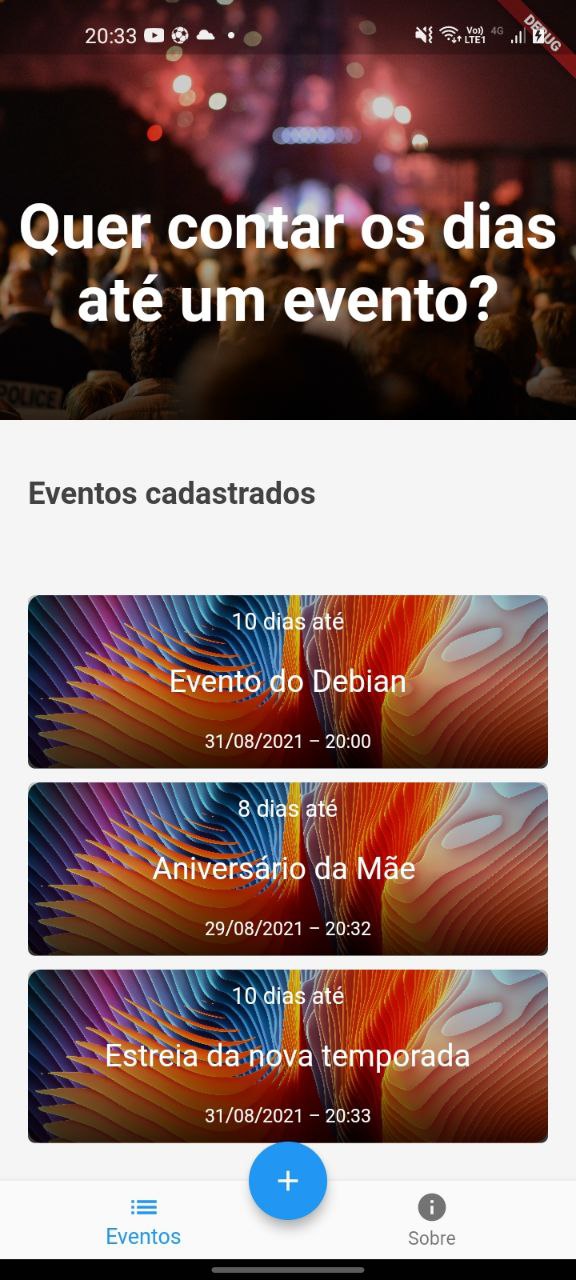 20:33
Vo)
LTE1
4G
DEBUG
Quer contar os dias
até um evento?
POLICE
Eventos cadastrados
10 dias até
Evento do Debian
31/08/2021 – 20:00
8 dias até
Aniversário da Mãe
29/08/2021 – 20:32
10 dias até
Estreia da nova temporada
31/08/2021 – 20:33
Eventos
Sobre